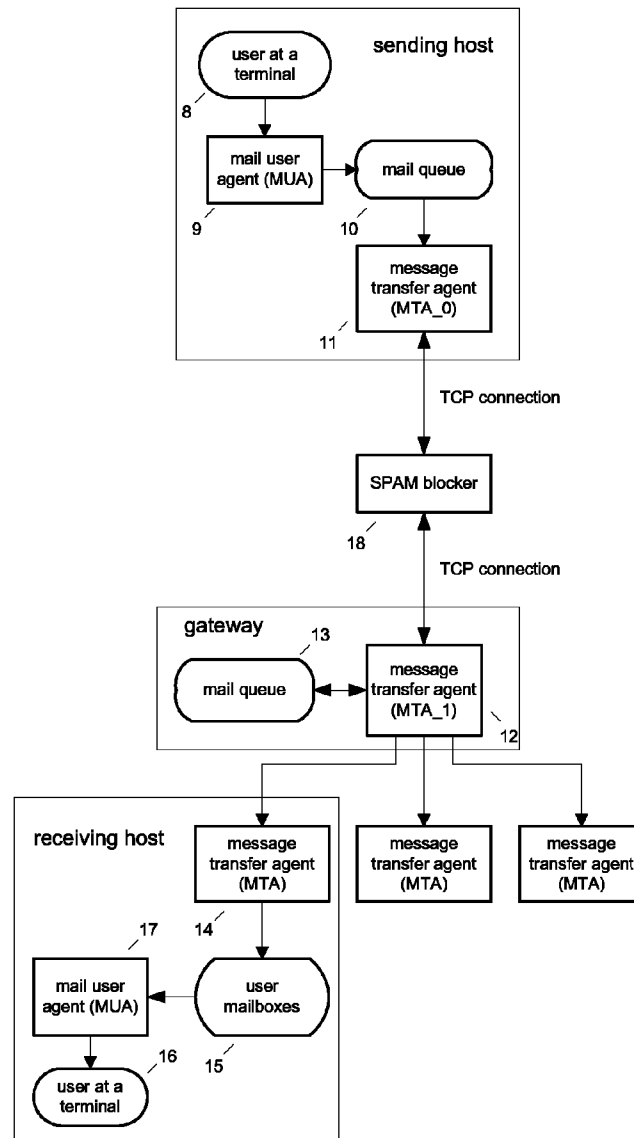 user at a
terminal
sending host
8
mail user
agent (MUA)
mail queue
9
10
message
transfer agent
(MTA_0)
11
TCP connection
SPAM blocker
18
TCP connection
gateway
13
mail queue
message
transfer agent
(MTA_1)
12
receiving host
message
transfer agent
(MTA)
message
transfer agent
(MTA)
message
transfer agent
(MTA)
14
17
mail user
agent (MUA)
user
mailboxes
15
16
user at a
terminal